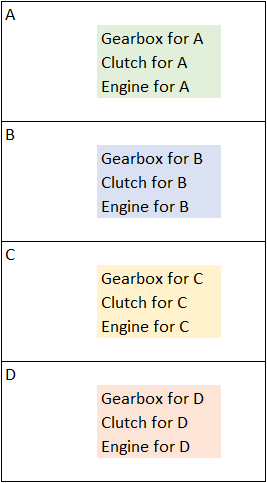 A
Gearbox for A
Clutch for A
Engine for A
B
Gearbox for B
Clutch for B
Engine for B
C
Gearbox for C
Clutch for C
Engine for C
D
Gearbox for D
Clutch for D
Engine for D